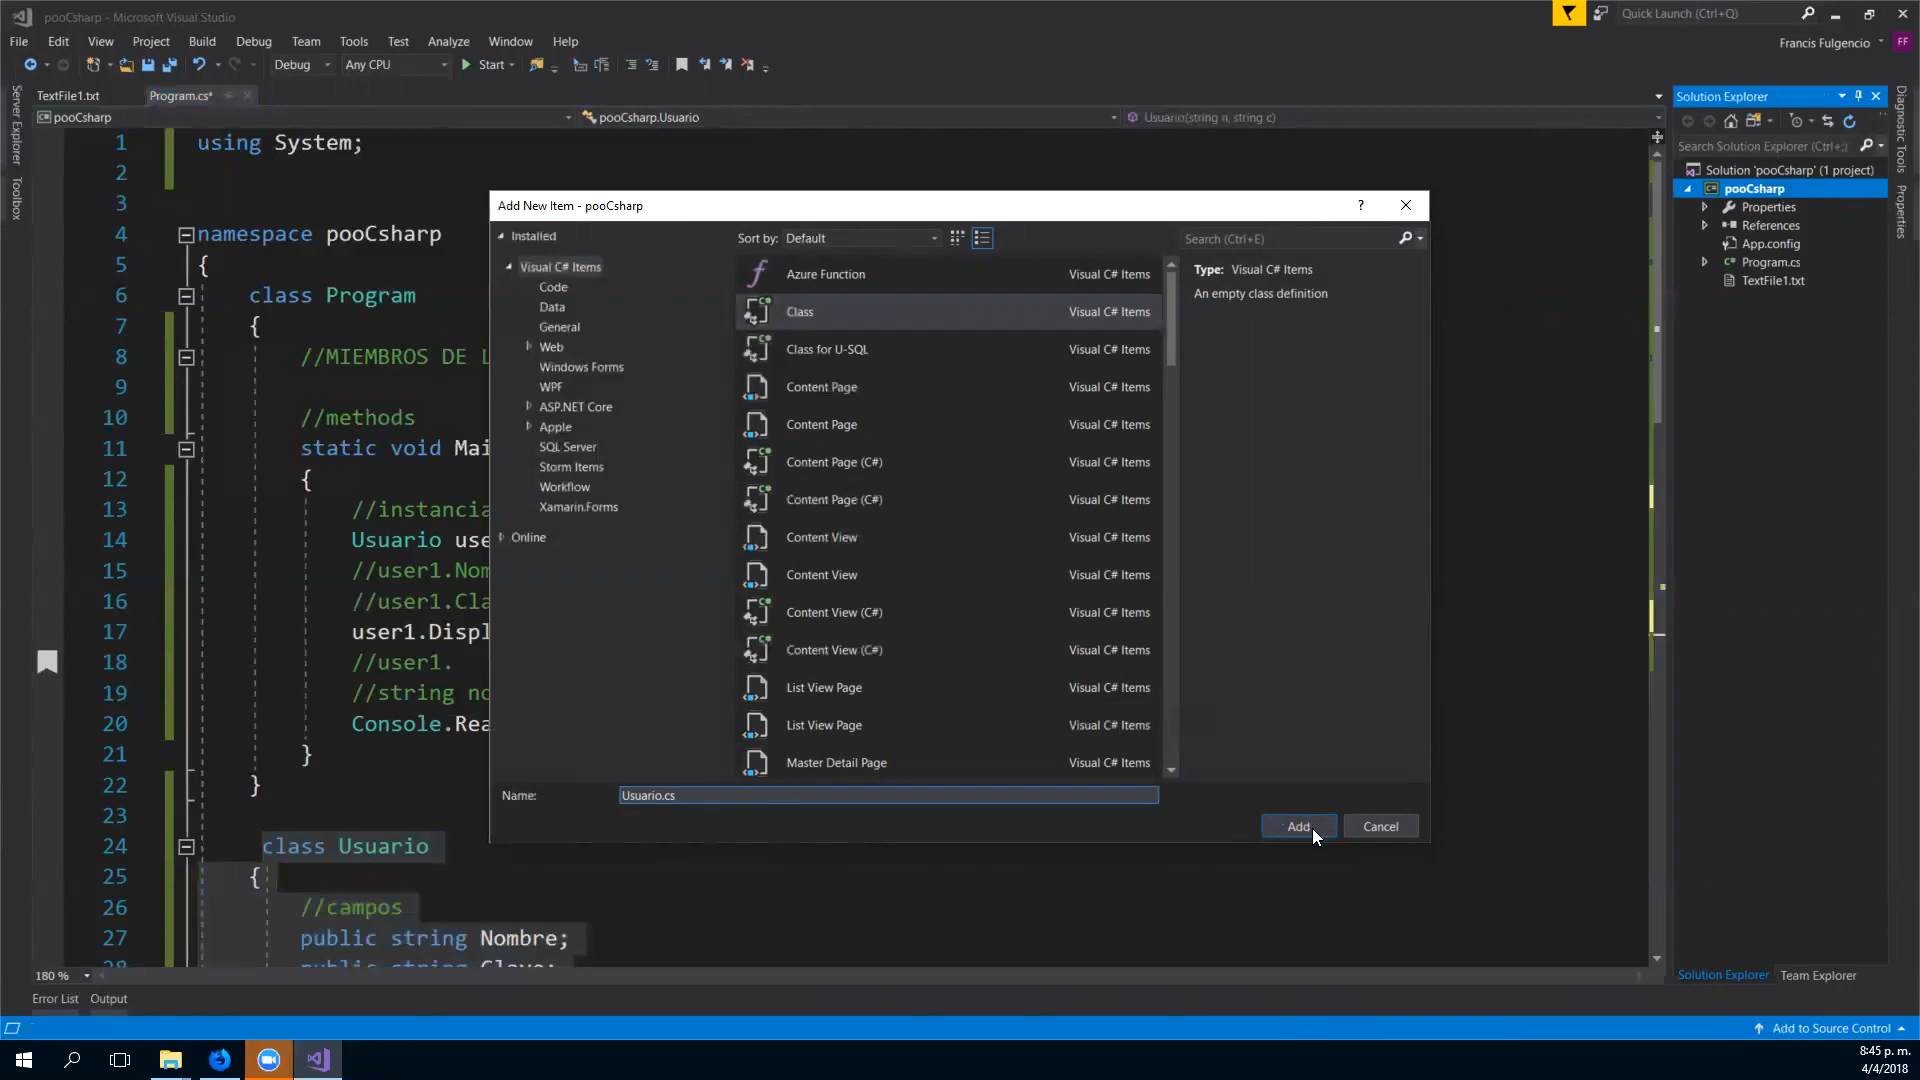 pooCsharp - Microsoft Visual Studio
Quick Launch (Ctrl+Q)
File Edit View Project Build Debug Team Tools Test Analyze Window Help
Francis Fulgencio FF
Debug Any CPU Start
Server Explorer
Toolbox
TextFile1.txt Program.cs*
pooCsharp pooCsharp.Usuario Usuario(string n, string c)
1 using System;
2
3
4 namespace pooCsharp
5 {
6 class Program
7 {
8 //MIEMBROS DE L
9
10 //methods
11 static void Mai
12 {
13 //instancia
14 Usuario use
15 //user1.Nom
16 //user1.Cla
17 user1.Displ
18 //user1.
19 //string no
20 Console.Rea
21 }
22 }
23
24 class Usuario
25 {
26 //campos
27 public string Nombre;
28 public string Clave;
180 %
Error List Output
Add New Item - pooCsharp
?
Installed
Visual C# Items
Code
Data
General
Web
Windows Forms
WPF
ASP.NET Core
Apple
SQL Server
Storm Items
Workflow
Xamarin.Forms
Online
Sort by: Default
Search (Ctrl+E)
Azure Function Visual C# Items
Class Visual C# Items
Class for U-SQL Visual C# Items
Content Page Visual C# Items
Content Page Visual C# Items
Content Page (C#) Visual C# Items
Content Page (C#) Visual C# Items
Content View Visual C# Items
Content View Visual C# Items
Content View (C#) Visual C# Items
Content View (C#) Visual C# Items
List View Page Visual C# Items
List View Page Visual C# Items
Master Detail Page Visual C# Items
Type: Visual C# Items
An empty class definition
Name: Usuario.cs
Add Cancel
Solution Explorer
Search Solution Explorer (Ctrl+;)
Solution 'pooCsharp' (1 project)
pooCsharp
Properties
References
App.config
Program.cs
TextFile1.txt
Solution Explorer Team Explorer
Diagnostic Tools
Properties
Add to Source Control
8:45 p. m.
4/4/2018